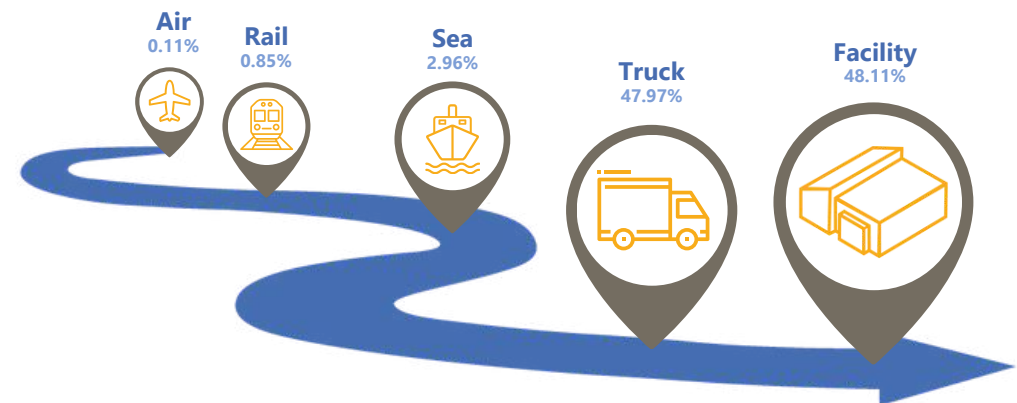 Air
0.11%
Rail
0.85%
Sea
2.96%
Truck
47.97%
Facility
48.11%